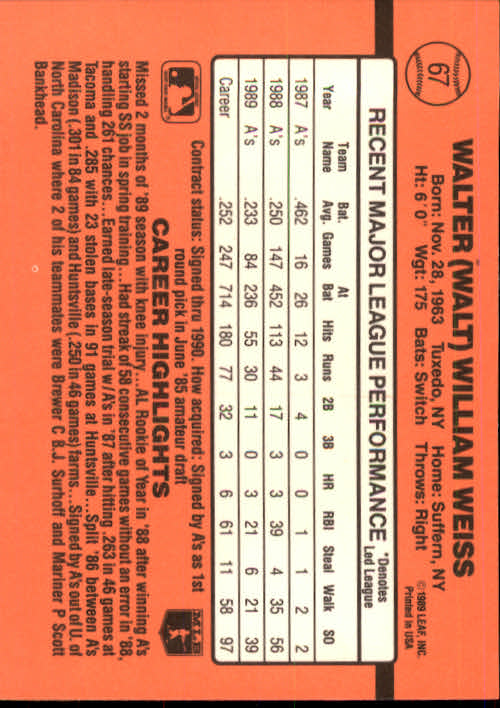 67
WALTER (WALT) WILLIAM WEISS
Born: Nov. 28, 1963 Tuxedo, NY Home: Suffern, NY
Ht: 6'0" Wgt: 175 Bats: Switch Throws: Right
©1989 LEAF, INC.
Printed in USA
RECENT MAJOR LEAGUE PERFORMANCE *Denotes Led League
Year Team Name Bat. Avg. Games At Bat Hits Runs 2B 3B HR RBI Steal Walk SO
1987 A's .462 16 26 12 3 4 0 0 1 1 2 2
1988 A's .250 147 452 113 44 17 3 3 39 4 35 56
1989 A's .233 84 236 55 30 11 0 3 21 6 21 39
Career .252 247 714 180 77 32 3 6 61 11 58 97
Contract status: Signed thru 1990. How acquired: Signed by A's as 1st
round pick in June '85 amateur draft
MLB
CAREER HIGHLIGHTS
Missed 2 months of '89 season with knee injury...AL Rookie of Year in '88 after winning A's
starting SS job in spring training...Had streak of 58 consecutive games without an error in '88,
handling 261 chances...Earned late-season trial w/A's in '87 after hitting .263 in 46 games at
Tacoma and .285 with 23 stolen bases in 91 games at Huntsville...Split '86 between A's
Madison (.301 in 84 games) and Huntsville (.250 in 46 games) farms...Signed by A's out of U. of
North Carolina where 2 of his teammates were Brewer C B.J. Surhoff and Mariner P Scott
Bankhead.